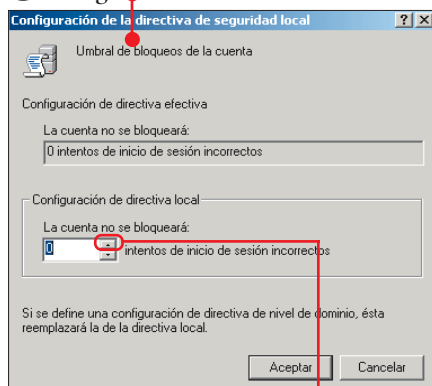 Configuración de la directiva de seguridad local
Umbral de bloqueos de la cuenta
Configuración de directiva efectiva
La cuenta no se bloqueará:
0 intentos de inicio de sesión incorrectos
Configuración de directiva local
La cuenta no se bloqueará:
0 intentos de inicio de sesión incorrectos
Si se define una configuración de directiva de nivel de dominio, ésta
reemplazará la de la directiva local.
Aceptar Cancelar